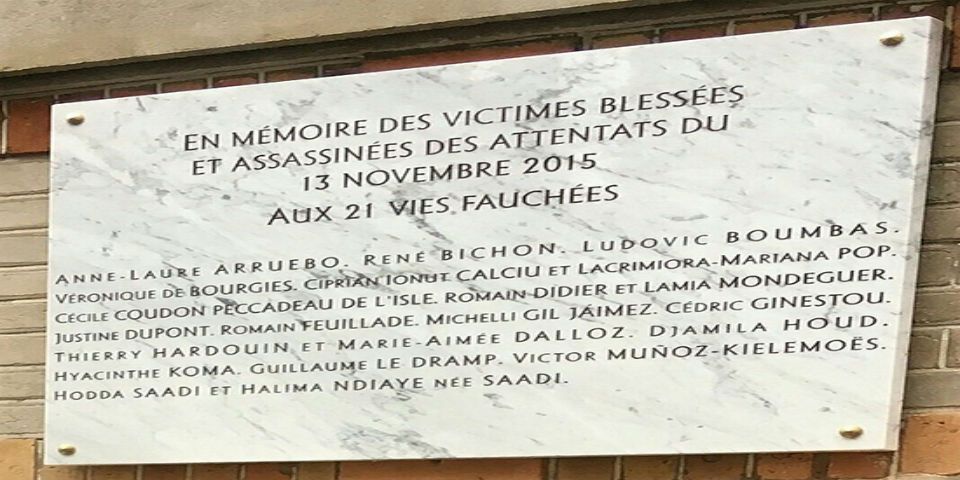 EN MÉMOIRE DES VICTIMES BLESSÉES
ET ASSASSINÉES DES ATTENTATS DU
13 NOVEMBRE 2015
AUX 21 VIES FAUCHÉES
ANNE-LAURE ARRUEBO. RENÉ BICHON. LUDOVIC BOUMBAS.
VÉRONIQUE DE BOURGIES. CIPRIAN IONUT CALCIU ET LACRIMIORA-MARIANA POP.
CÉCILE COUDON PECCADEAU DE L'ISLE. ROMAIN DIDIER ET LAMIA MONDEGUER.
JUSTINE DUPONT. ROMAIN FEUILLADE. MICHELLI GIL JÁIMEZ. CÉDRIC GINESTOU.
THIERRY HARDOUIN ET MARIE-AIMÉE DALLOZ. DJAMILA HOUD.
HYACINTHE KOMA. GUILLAUME LE DRAMP. VICTOR MUÑOZ-KIELEMOËS.
HODDA SAADI ET HALIMA NDIAYE NÉE SAADI.